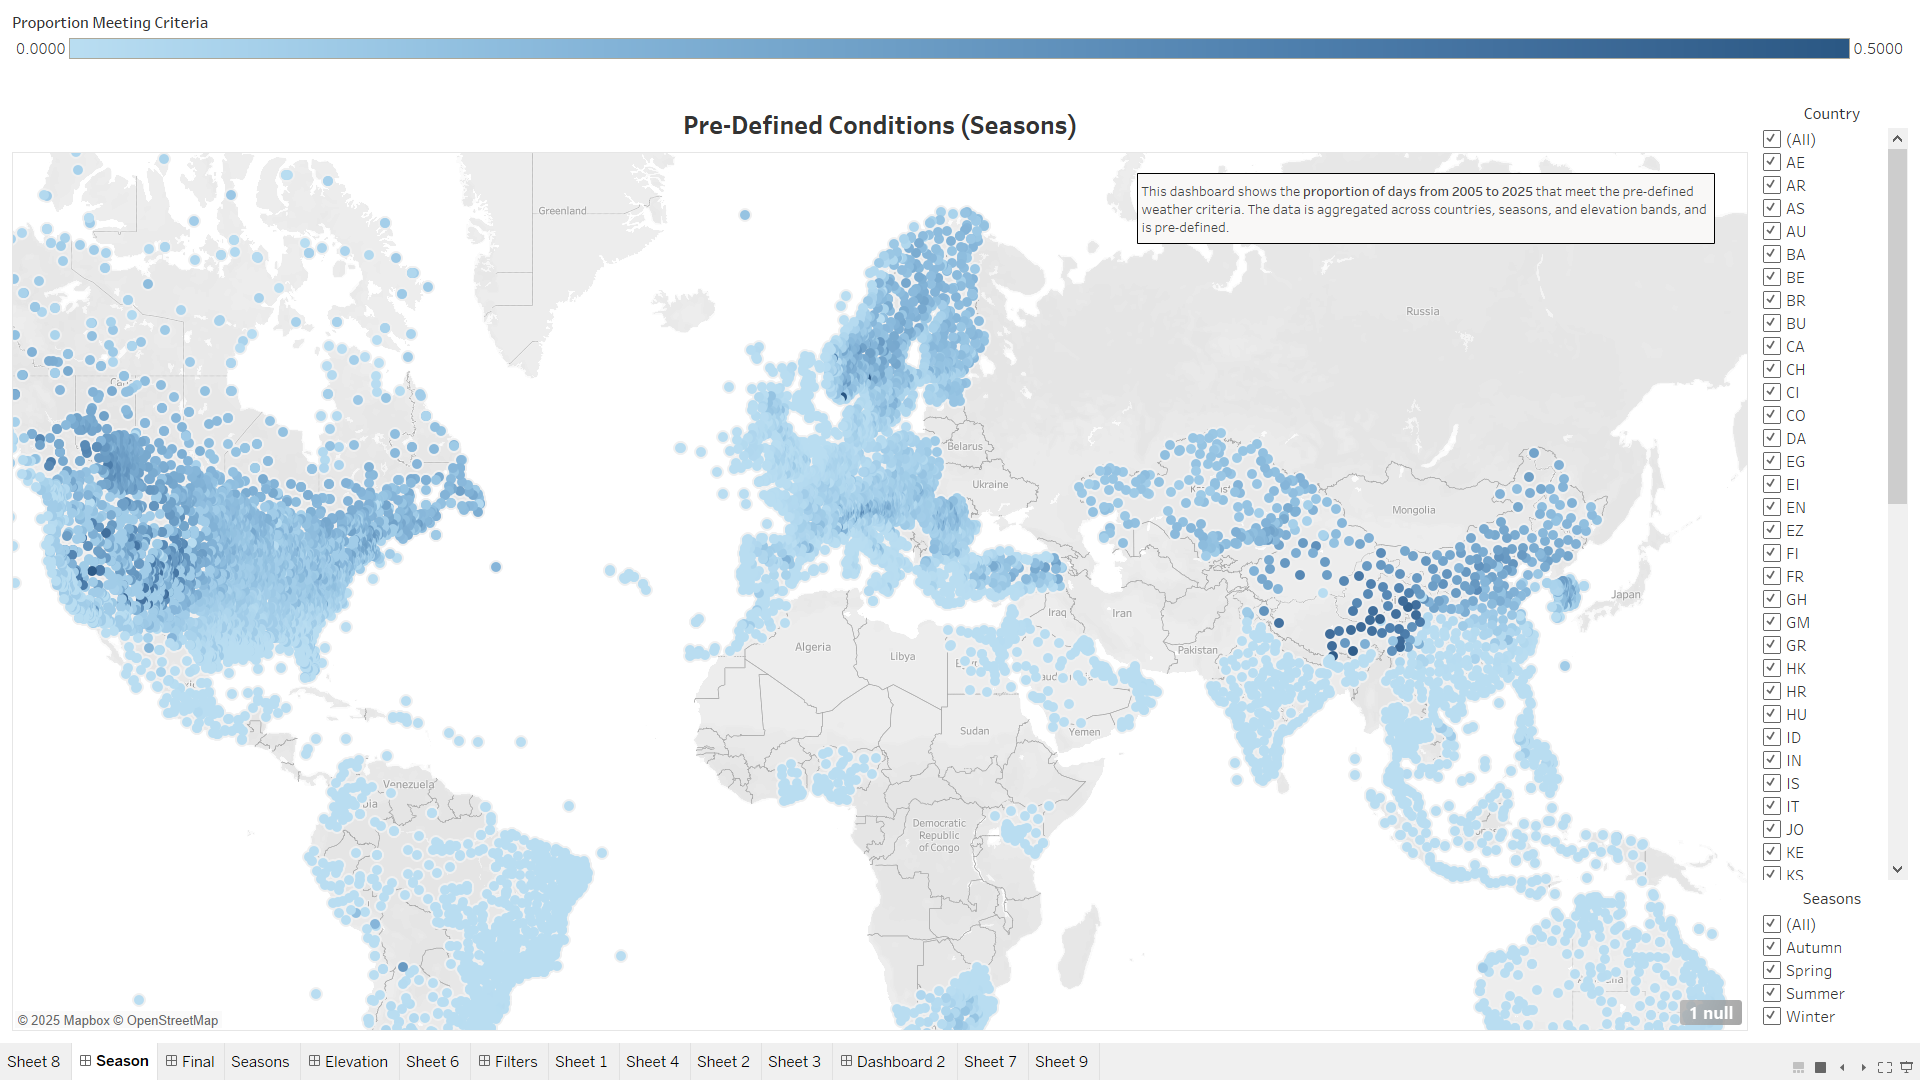 Proportion Meeting Criteria
0.0000
0.5000
Pre-Defined Conditions (Seasons)
This dashboard shows the proportion of days from 2005 to 2025 that meet the pre-defined
weather criteria. The data is aggregated across countries, seasons, and elevation bands, and
is pre-defined.
Greenland
Russia
Belarus
Ukraine
Mongolia
Japan
Iraq
Iran
Pakistan
Algeria
Libya
Sudan
Yemen
Venezuela
Democratic
Republic
of Congo
© 2025 Mapbox © OpenStreetMap
1 null
Country
(All)
AE
AR
AS
AU
BA
BE
BR
BU
CA
CH
CI
CO
DA
EG
EI
EN
EZ
FI
FR
GH
GM
GR
HK
HR
HU
ID
IN
IS
IT
JO
KE
KS
Seasons
(All)
Autumn
Spring
Summer
Winter
Sheet 8
Season
Final
Seasons
Elevation
Sheet 6
Filters
Sheet 1
Sheet 4
Sheet 2
Sheet 3
Dashboard 2
Sheet 7
Sheet 9